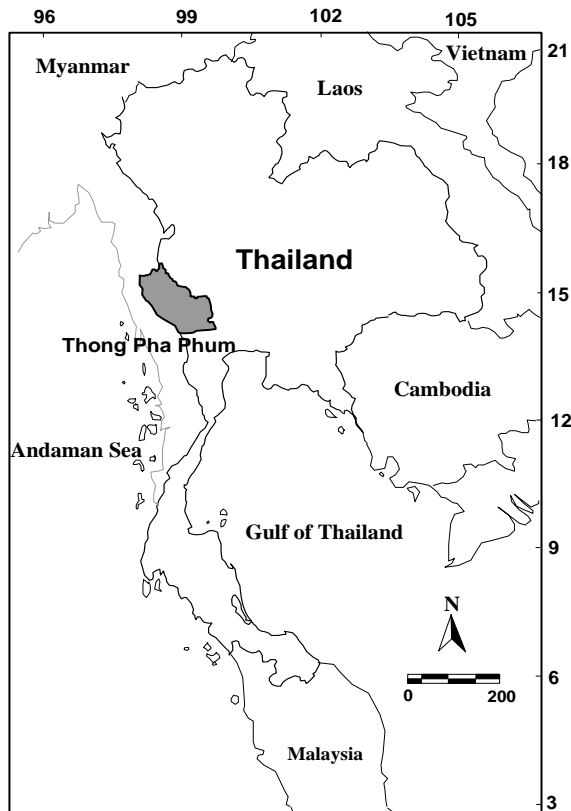 96 99 102 105
Vietnam
21
Myanmar
Laos
18
Thailand
15
Thong Pha Phum
Cambodia
12
Andaman Sea
Gulf of Thailand
9
N
6
0 200
Malaysia
3